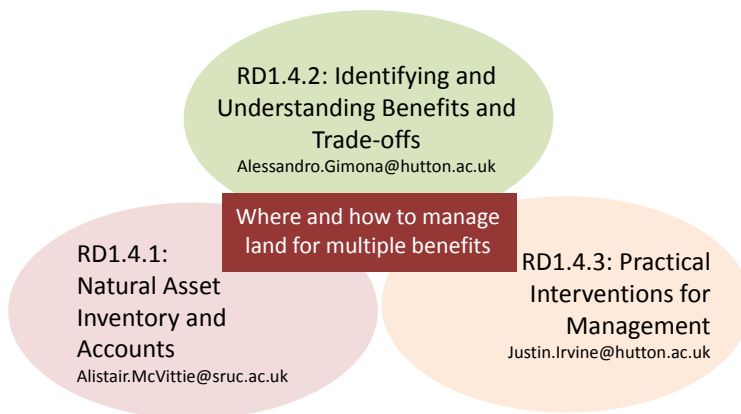 RD1.4.2: Identifying and
Understanding Benefits and
Trade-offs
Alessandro.Gimona@hutton.ac.uk
Where and how to manage
land for multiple benefits
RD1.4.1:
Natural Asset
Inventory and
Accounts
Alistair.McVittie@sruc.ac.uk
RD1.4.3: Practical
Interventions for
Management
Justin.Irvine@hutton.ac.uk